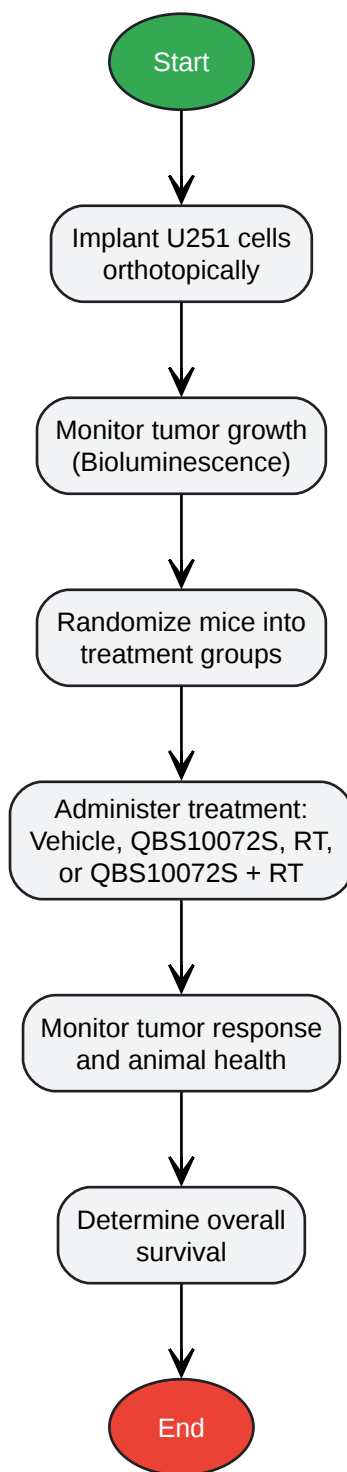 Start
Implant U251 cells
orthotopically
Monitor tumor growth
(Bioluminescence)
Randomize mice into
treatment groups
Administer treatment:
Vehicle, QBS10072S, RT,
or QBS10072S + RT
Monitor tumor response
and animal health
Determine overall
survival
End